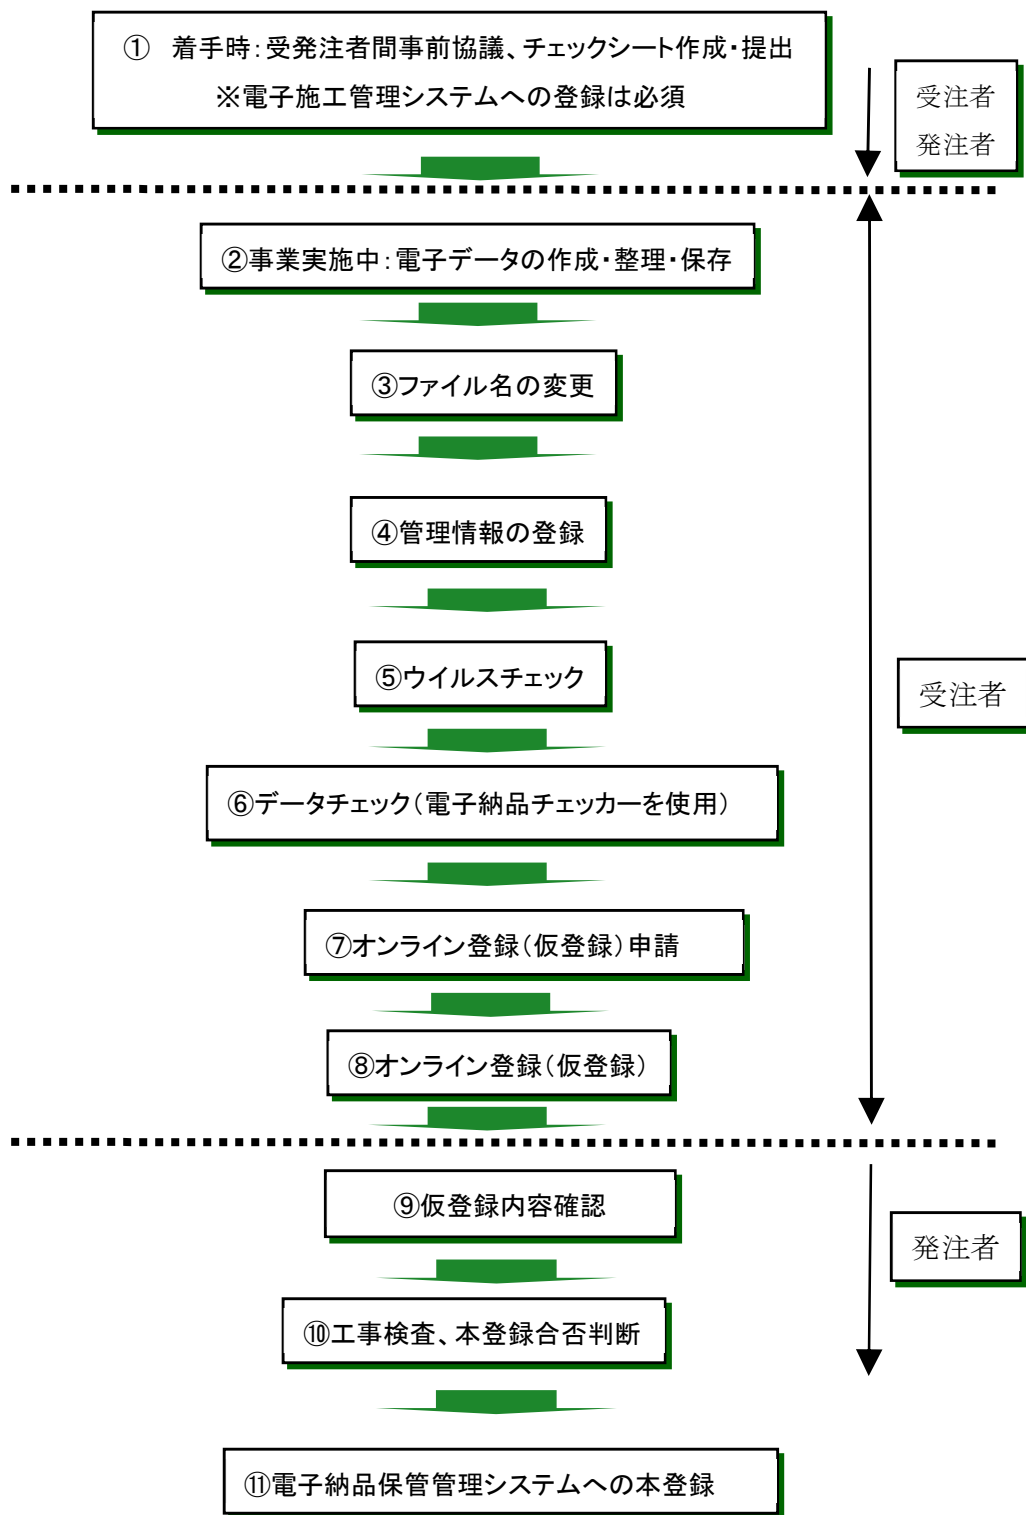 ① 着手時：受発注者間事前協議、チェックシート作成・提出
※電子施工管理システムへの登録は必須
受注者
発注者
②事業実施中：電子データの作成・整理・保存
③ファイル名の変更
④管理情報の登録
⑤ウイルスチェック
受注者
⑥データチェック（電子納品チェッカーを使用）
⑦オンライン登録（仮登録）申請
⑧オンライン登録（仮登録）
⑨仮登録内容確認
発注者
⑩工事検査、本登録合否判断
⑪電子納品保管管理システムへの本登録